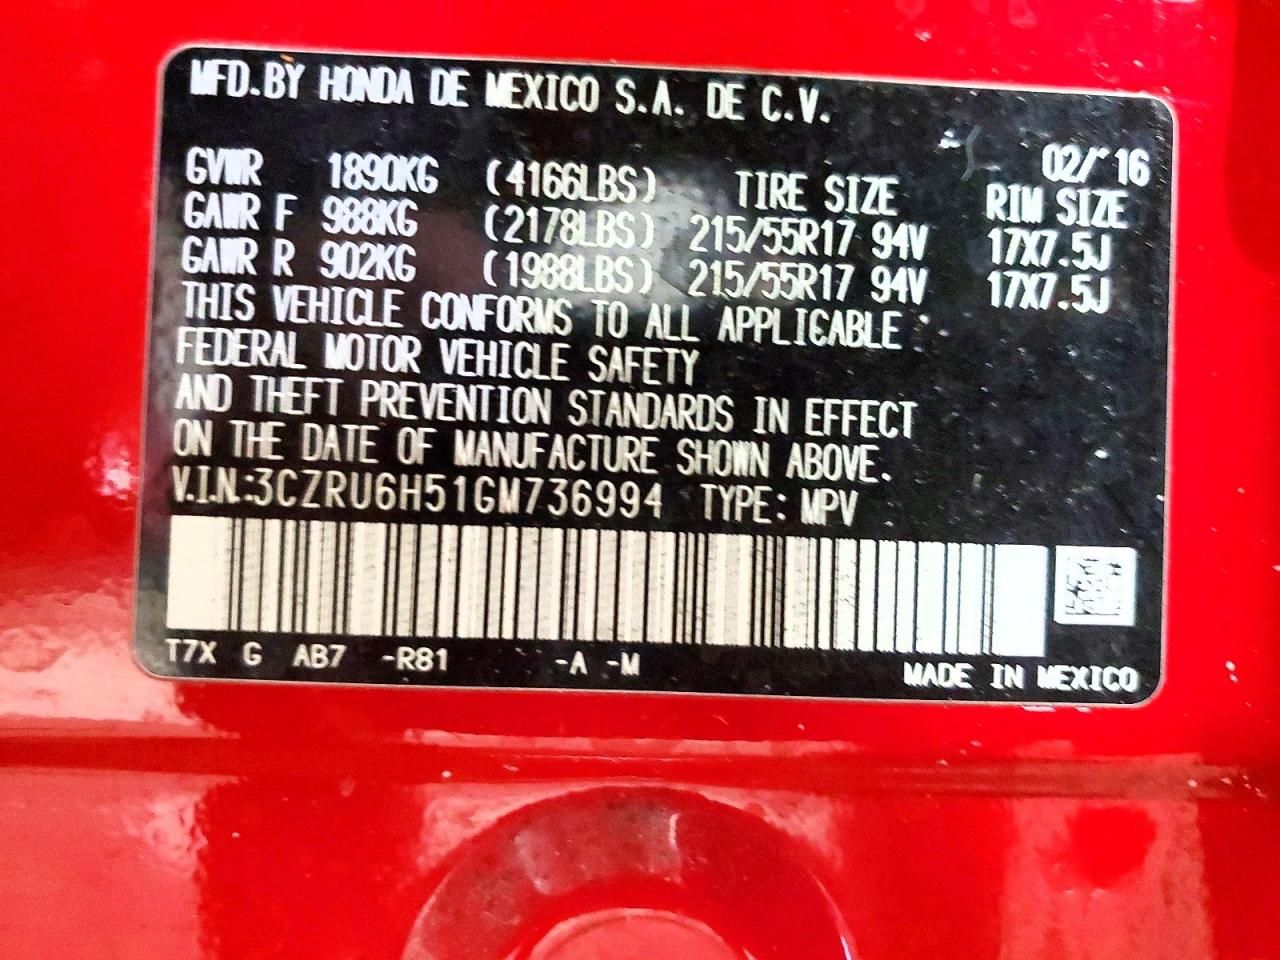 MFD.BY HONDA DE MEXICO S.A. DE C.V.
02/'16
GVWR 1890KG (4166LBS) TIRE SIZE RIM SIZE
GAWR F 988KG (2178LBS) 215/55R17 94V 17X7.5J
GAWR R 902KG (1988LBS) 215/55R17 94V 17X7.5J
THIS VEHICLE CONFORMS TO ALL APPLICABLE
FEDERAL MOTOR VEHICLE SAFETY
AND THEFT PREVENTION STANDARDS IN EFFECT
ON THE DATE OF MANUFACTURE SHOWN ABOVE.
V.I.N.:3CZRU6H51GM736994 TYPE: MPV
T7X G AB7 -R81 -A -M
MADE IN MEXICO